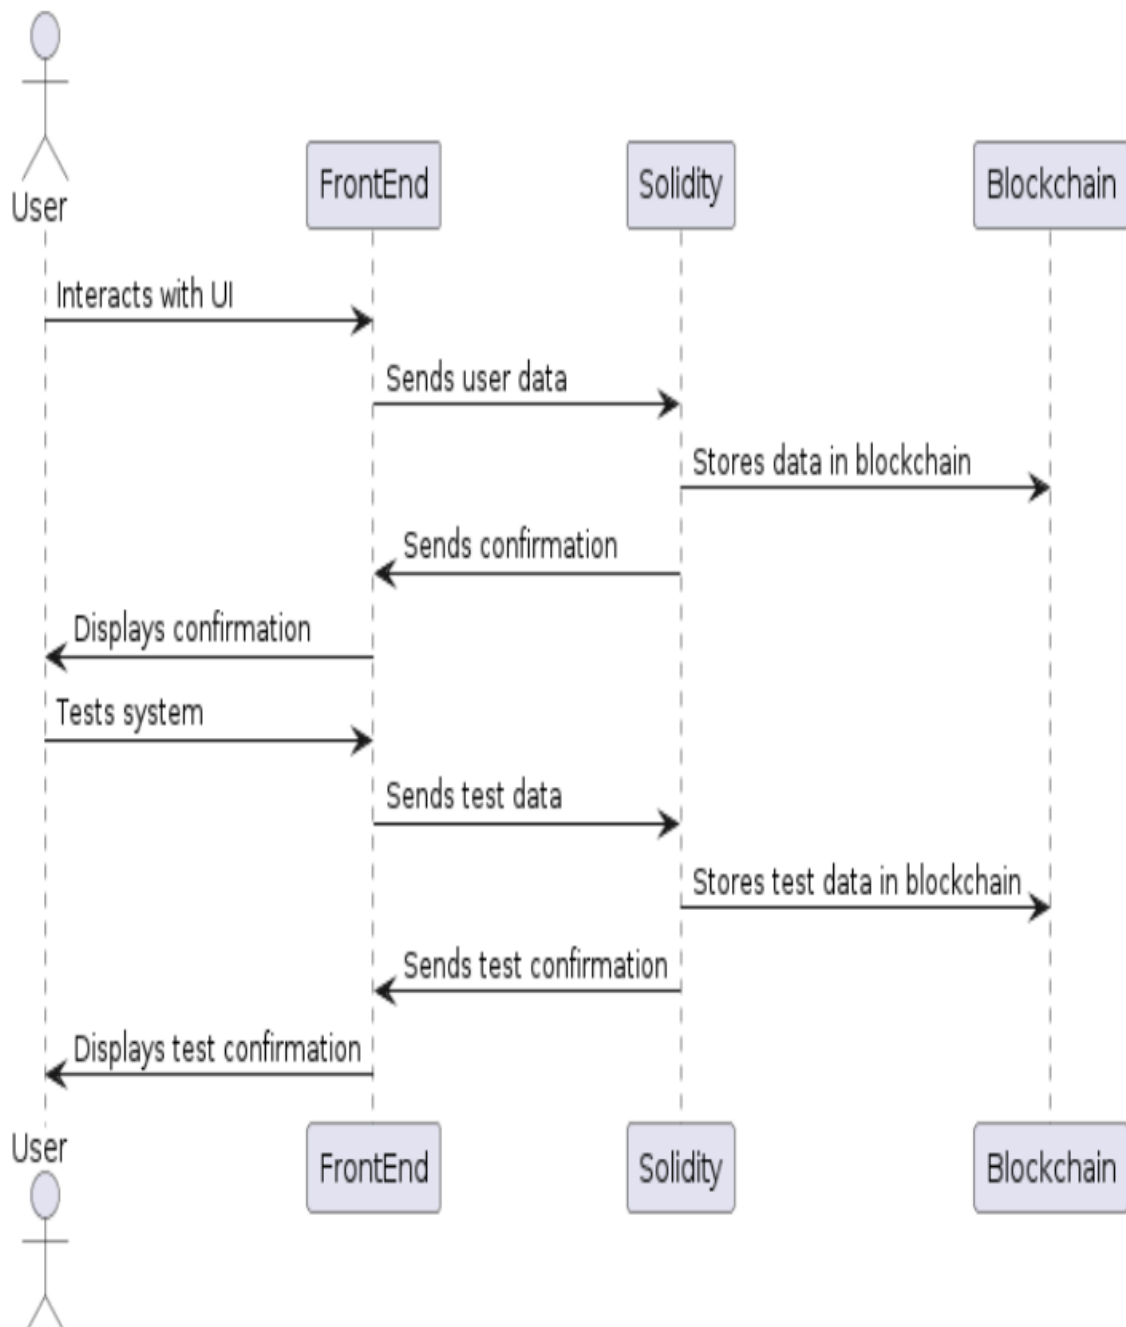 User
FrontEnd
Solidity
Blockchain
Interacts with UI
Sends user data
Stores data in blockchain
Sends confirmation
Displays confirmation
Tests system
Sends test data
Stores test data in blockchain
Sends test confirmation
Displays test confirmation
User
FrontEnd
Solidity
Blockchain